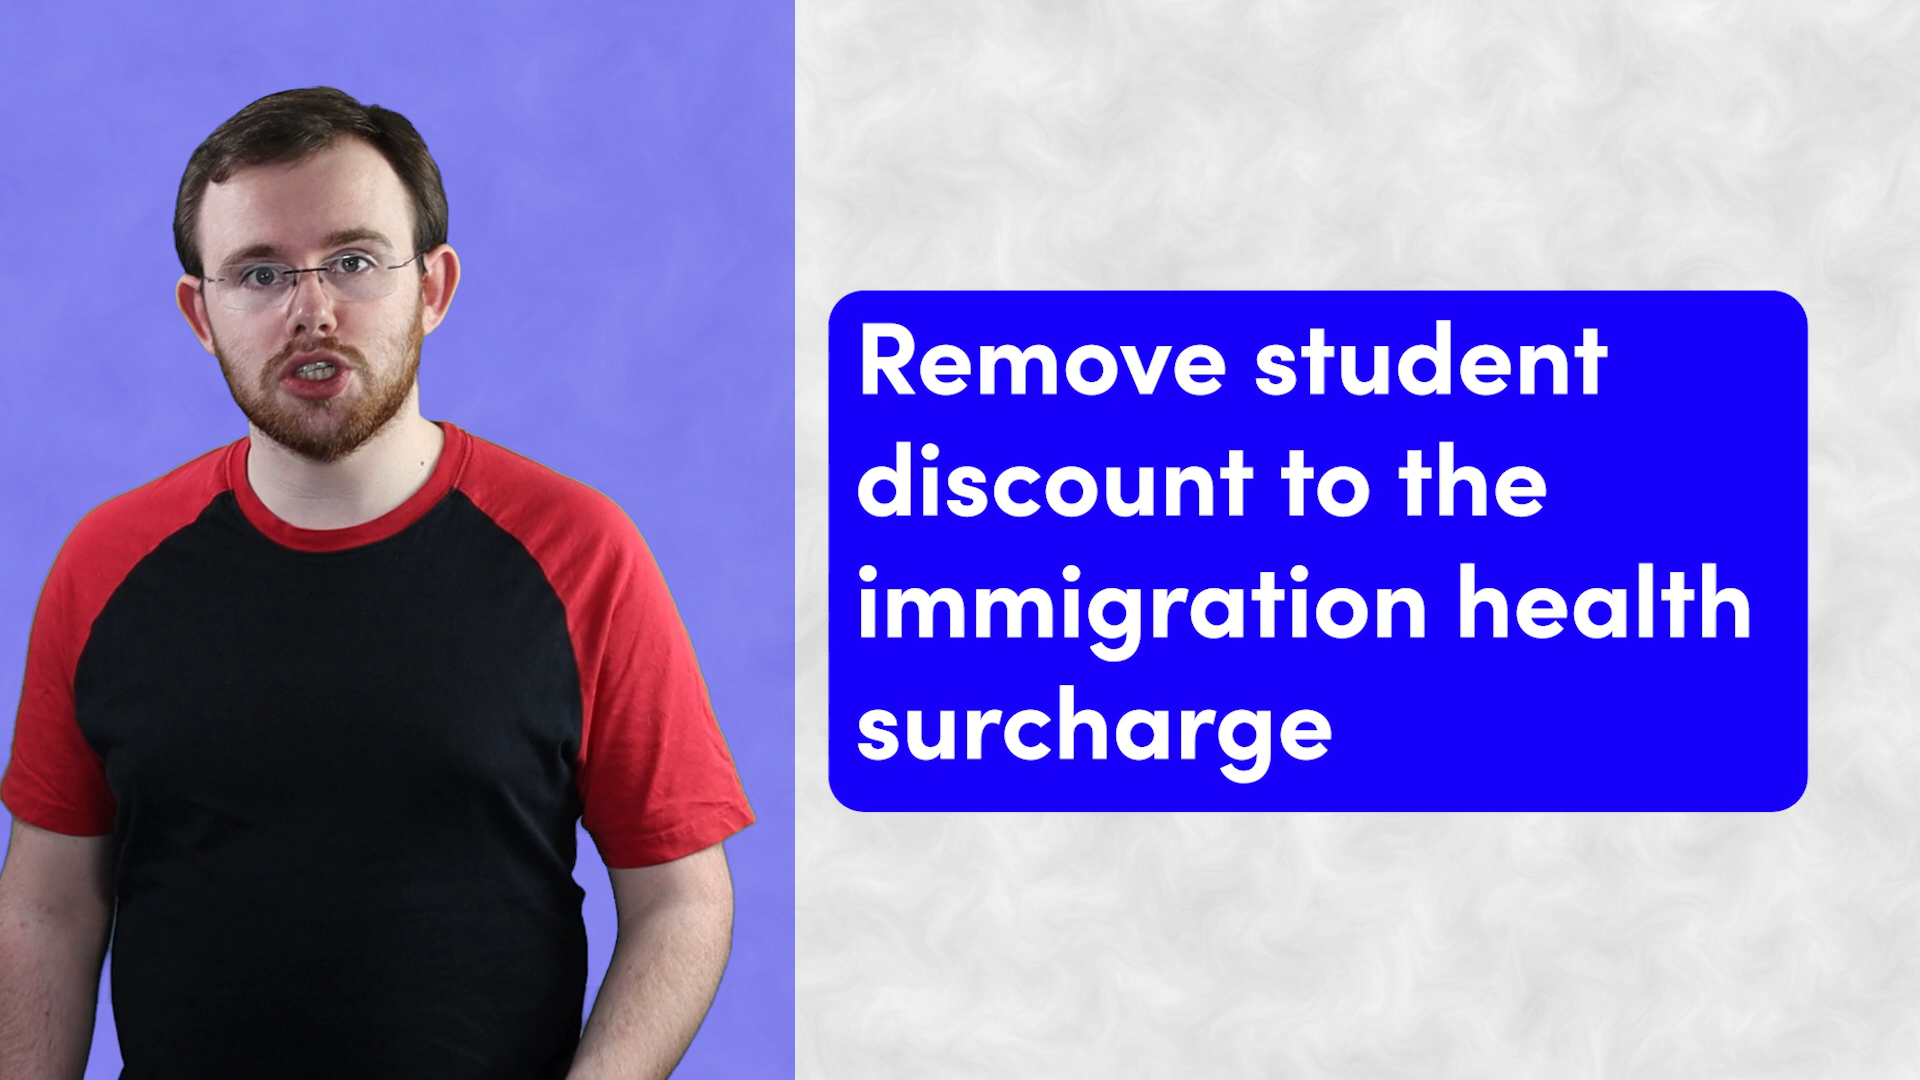 Remove student
discount to the
immigration health
surcharge